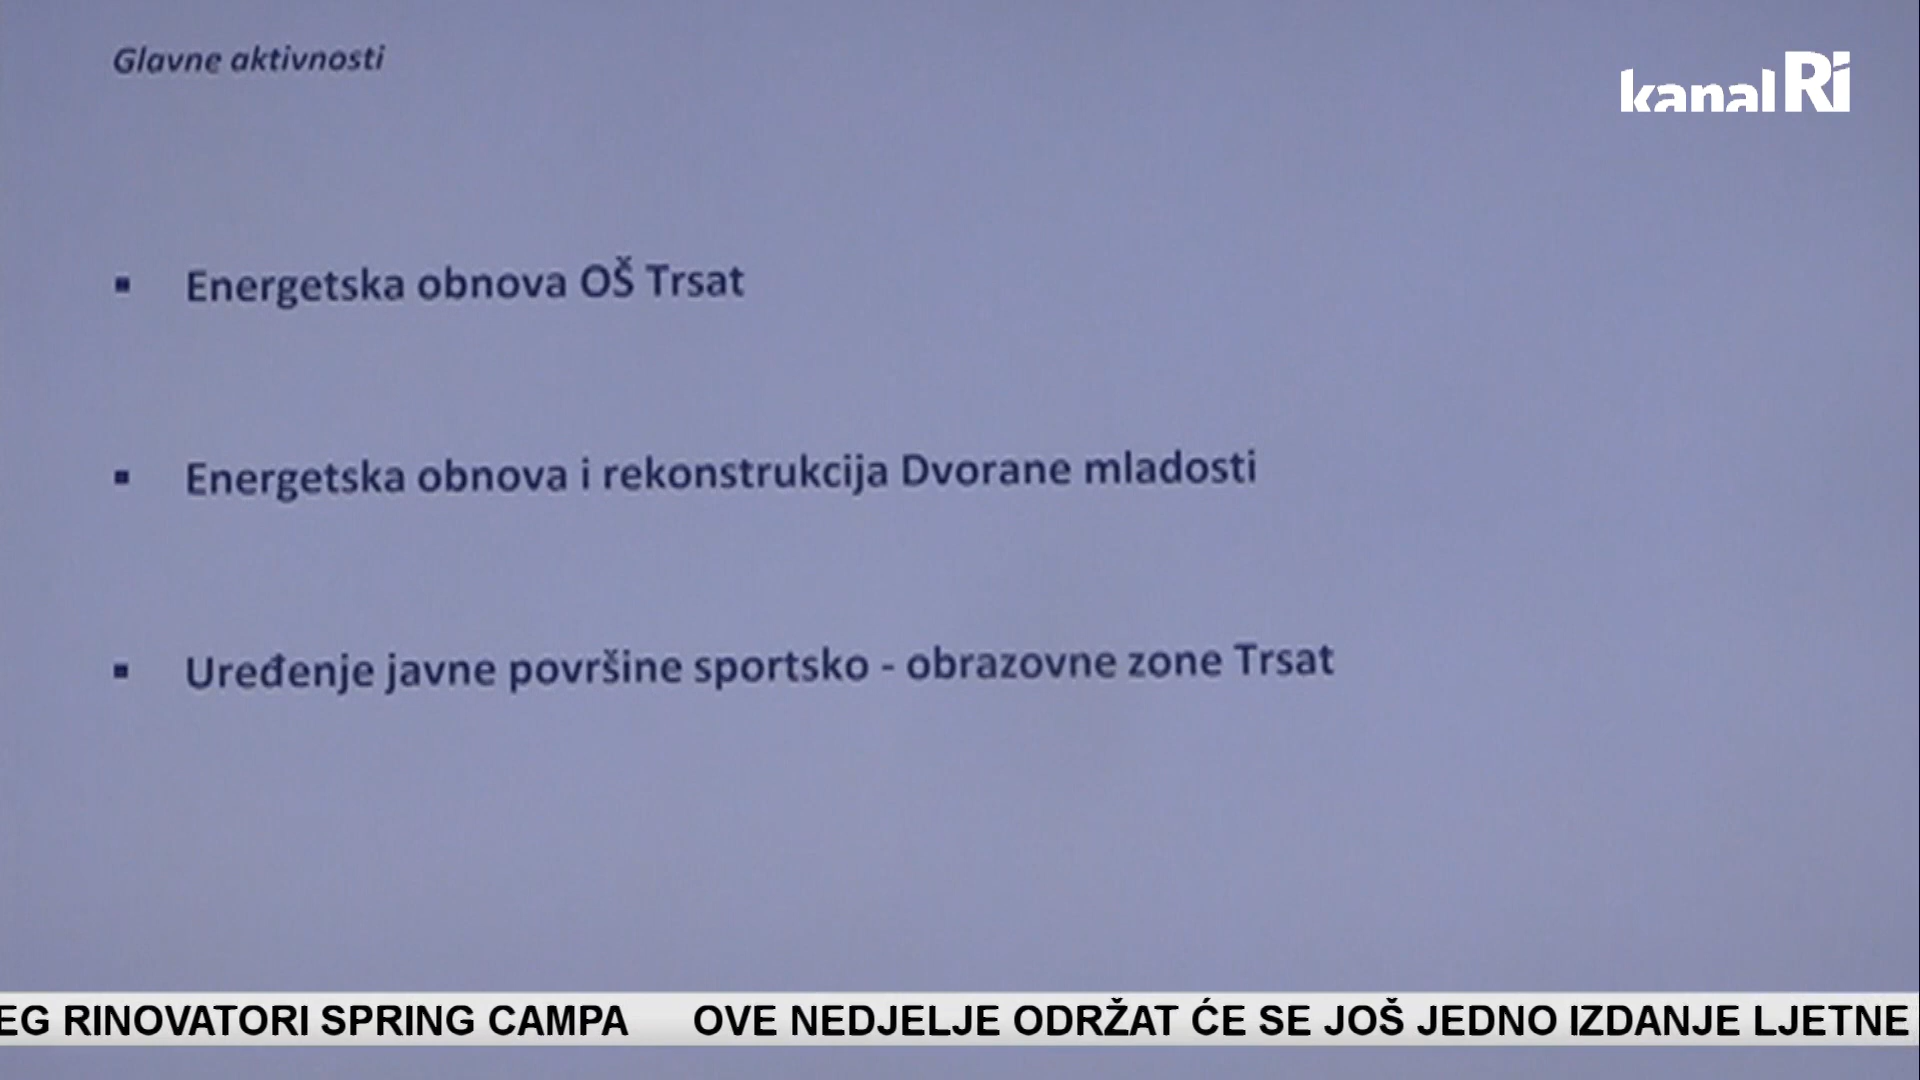 Glavne aktivnosti
kanal Ri
▪ Energetska obnova OŠ Trsat
▪ Energetska obnova i rekonstrukcija Dvorane mladosti
▪ Uređenje javne površine sportsko - obrazovne zone Trsat
EG RINOVATORI SPRING CAMPA OVE NEDJELJE ODRŽAT ĆE SE JOŠ JEDNO IZDANJE LJETNE